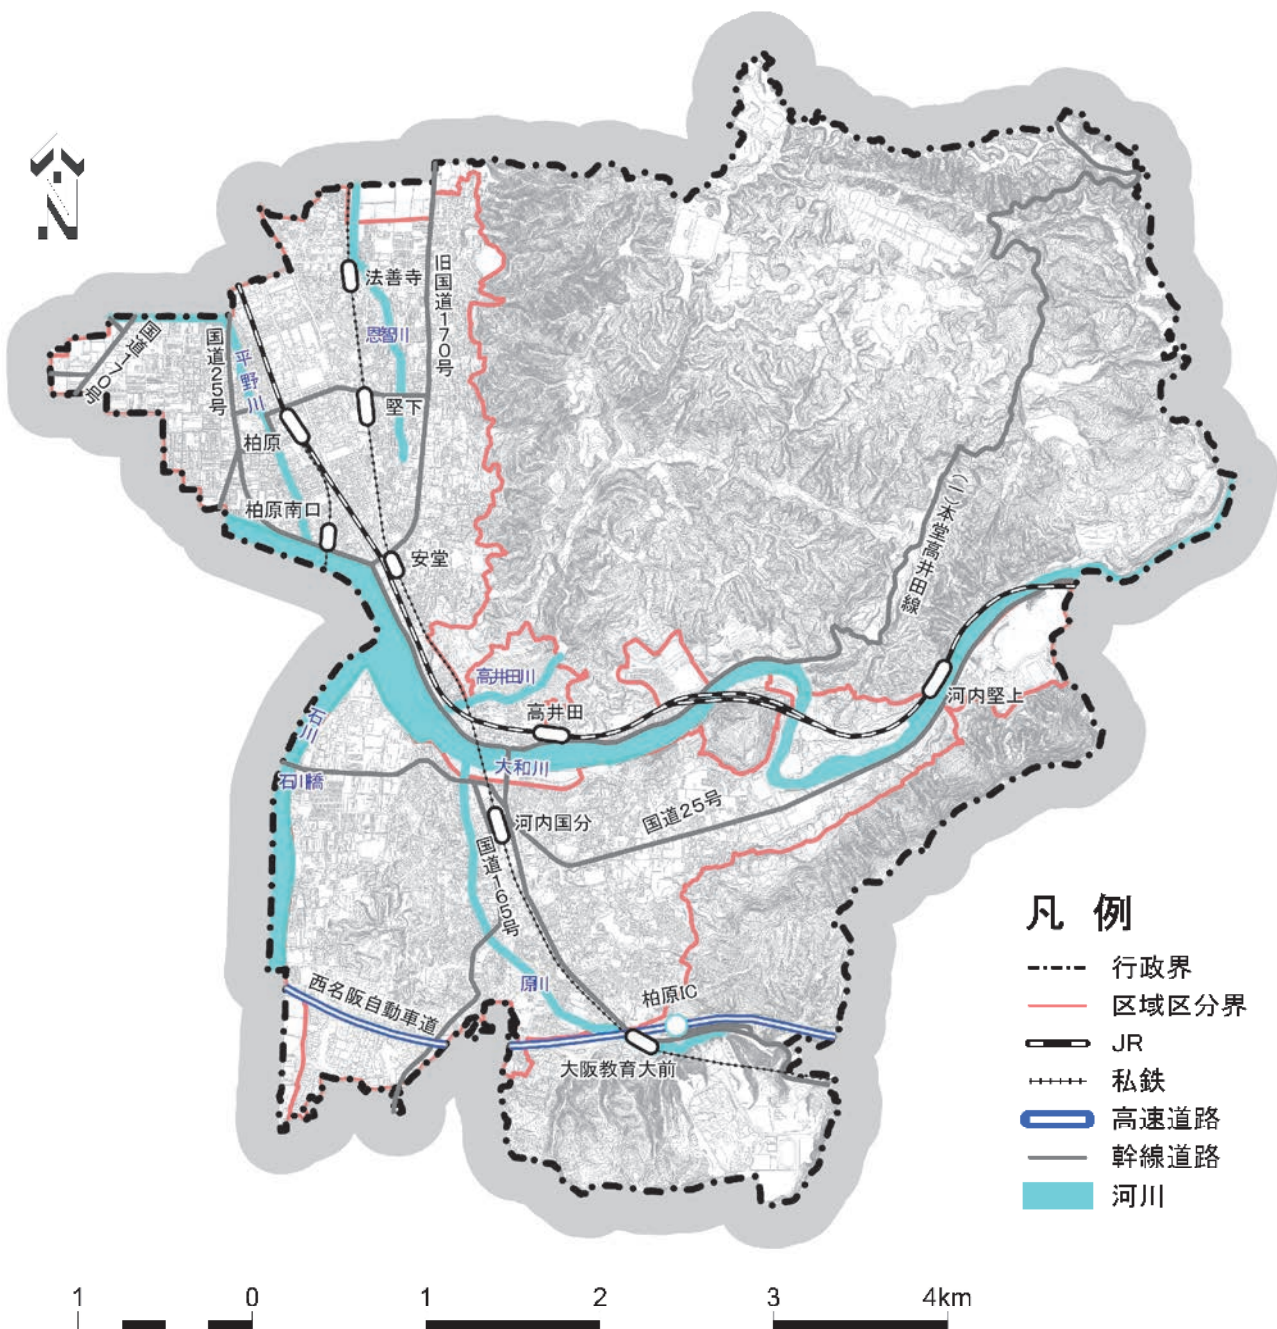 N
法善寺
旧国道170号
恩智川
国道170号
国道25号
平野川
堅下
柏原
柏原南口
安堂
(一)本堂高井田線
高井田川
高井田
河内堅上
石川
石川橋
大和川
国道25号
河内国分
国道165号
原川
柏原IC
西名阪自動車道
大阪教育大前
凡 例
行政界
区域区分界
JR
私鉄
高速道路
幹線道路
河川
1 0 1 2 3 4km